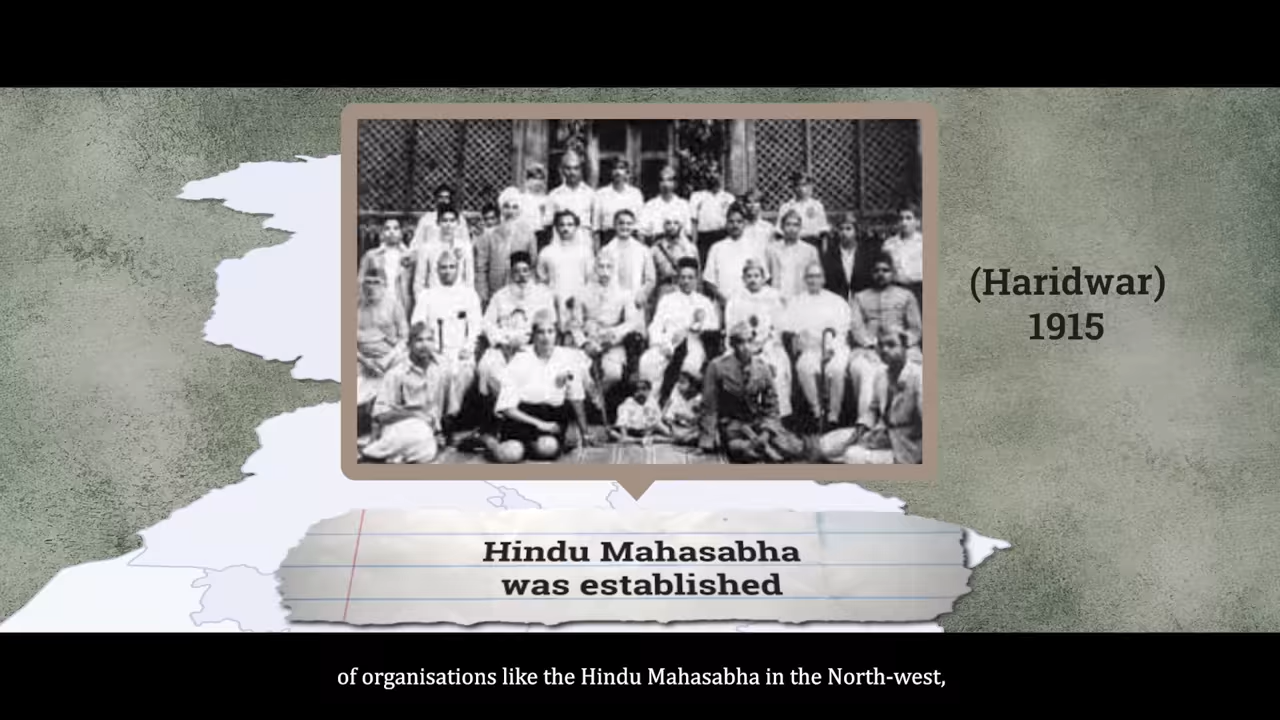 (Haridwar)
1915
Hindu Mahasabha
was established
of organisations like the Hindu Mahasabha in the North-west,